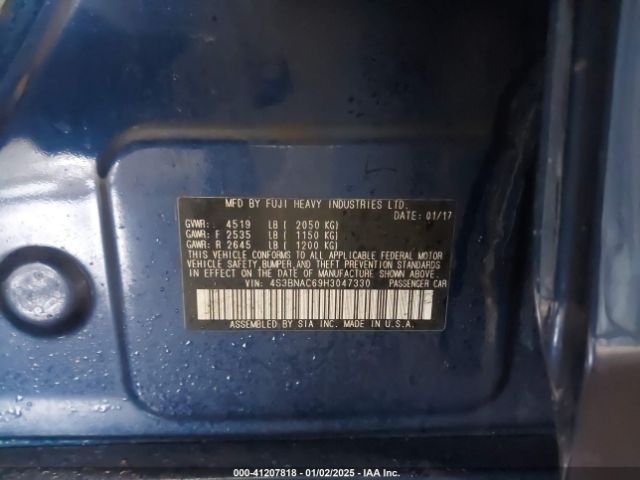 MFD BY FUJI HEAVY INDUSTRIES LTD.
DATE: 01/17
GVWR: 4519 LB ( 2050 KG)
GAWR: F 2535 LB ( 1150 KG)
GAWR: R 2645 LB ( 1200 KG)
THIS VEHICLE CONFORMS TO ALL APPLICABLE FEDERAL MOTOR
VEHICLE SAFETY, BUMPER, AND THEFT PREVENTION STANDARDS
IN EFFECT ON THE DATE OF MANUFACTURE SHOWN ABOVE.
VIN: 4S3BNAC69H3047330 PASSENGER CAR
ASSEMBLED BY SIA INC. IN U.S.A.
000-41207818 | 01/02/2025 | IAA Inc.